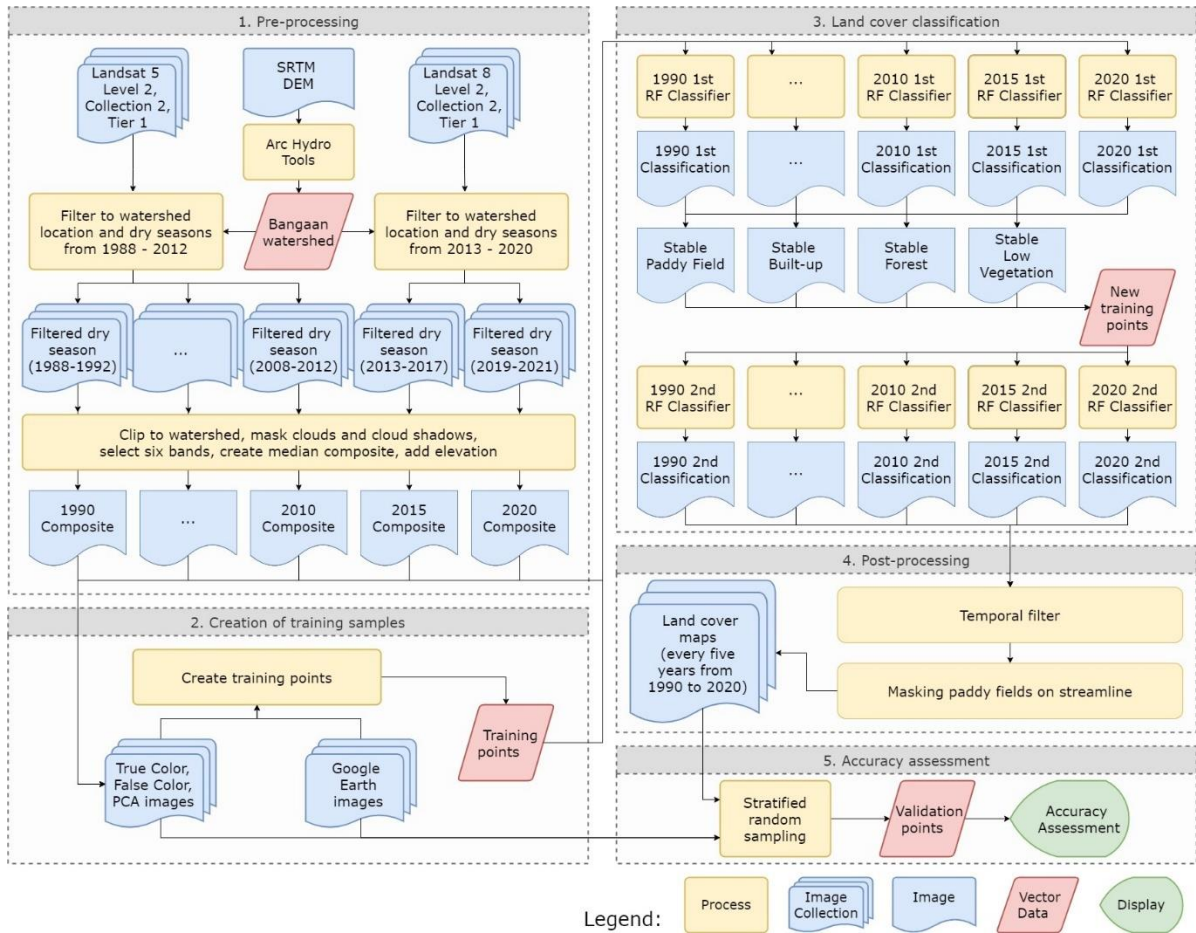 1. Pre-processing
Landsat 5
Level 2,
Collection 2,
Tier 1
SRTM
DEM
Landsat 8
Level 2,
Collection 2,
Tier 1
Arc Hydro
Tools
Filter to watershed
location and dry seasons
from 1988 - 2012
Bangaan
watershed
Filter to watershed
location and dry seasons
from 2013 - 2020
Filtered dry
season
(1988-1992)
...
Filtered dry
season
(2008-2012)
Filtered dry
season
(2013-2017)
Filtered dry
season
(2019-2021)
Clip to watershed, mask clouds and cloud shadows,
select six bands, create median composite, add elevation
1990
Composite
...
2010
Composite
2015
Composite
2020
Composite
2. Creation of training samples
Create training points
Training
points
True Color,
False Color,
PCA images
Google
Earth
images
3. Land cover classification
1990 1st
RF Classifier
...
2010 1st
RF Classifier
2015 1st
RF Classifier
2020 1st
RF Classifier
1990 1st
Classification
...
2010 1st
Classification
2015 1st
Classification
2020 1st
Classification
Stable
Paddy Field
Stable
Built-up
Stable
Forest
Stable
Low
Vegetation
New
training
points
1990 2nd
RF Classifier
...
2010 2nd
RF Classifier
2015 2nd
RF Classifier
2020 2nd
RF Classifier
1990 2nd
Classification
...
2010 2nd
Classification
2015 2nd
Classification
2020 2nd
Classification
4. Post-processing
Land cover
maps
(every five
years from
1990 to 2020)
Temporal filter
Masking paddy fields on streamline
5. Accuracy assessment
Stratified
random
sampling
Validation
points
Accuracy
Assessment
Legend:
Process
Image
Collection
Image
Vector
Data
Display